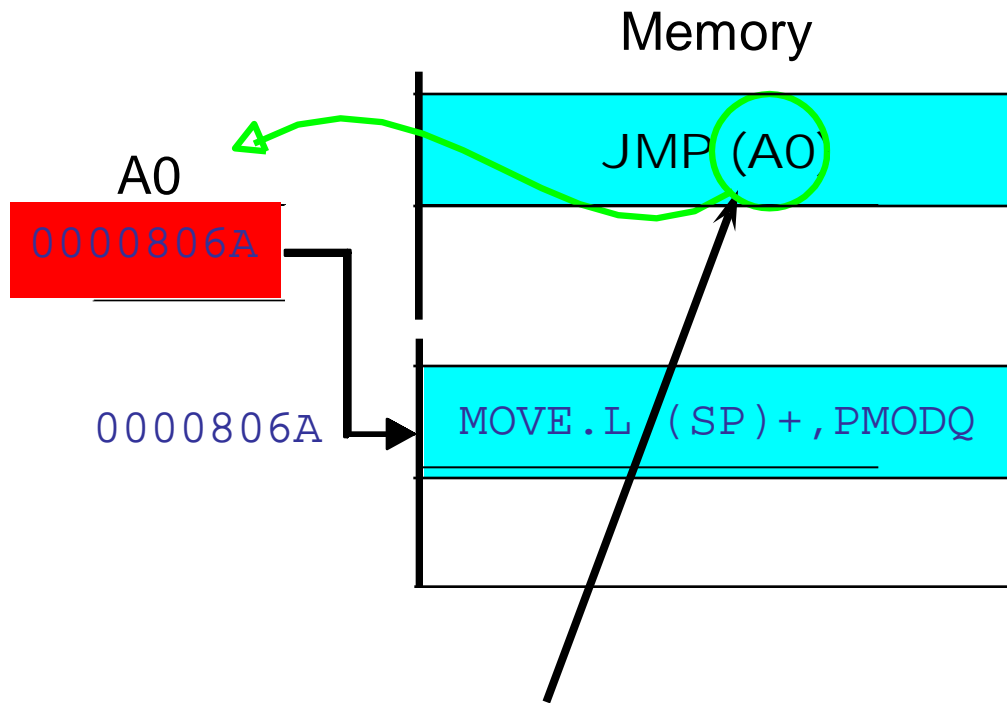 Memory
JMP (A0)
A0
0000806A
0000806A
MOVE.L (SP)+,PMODQ